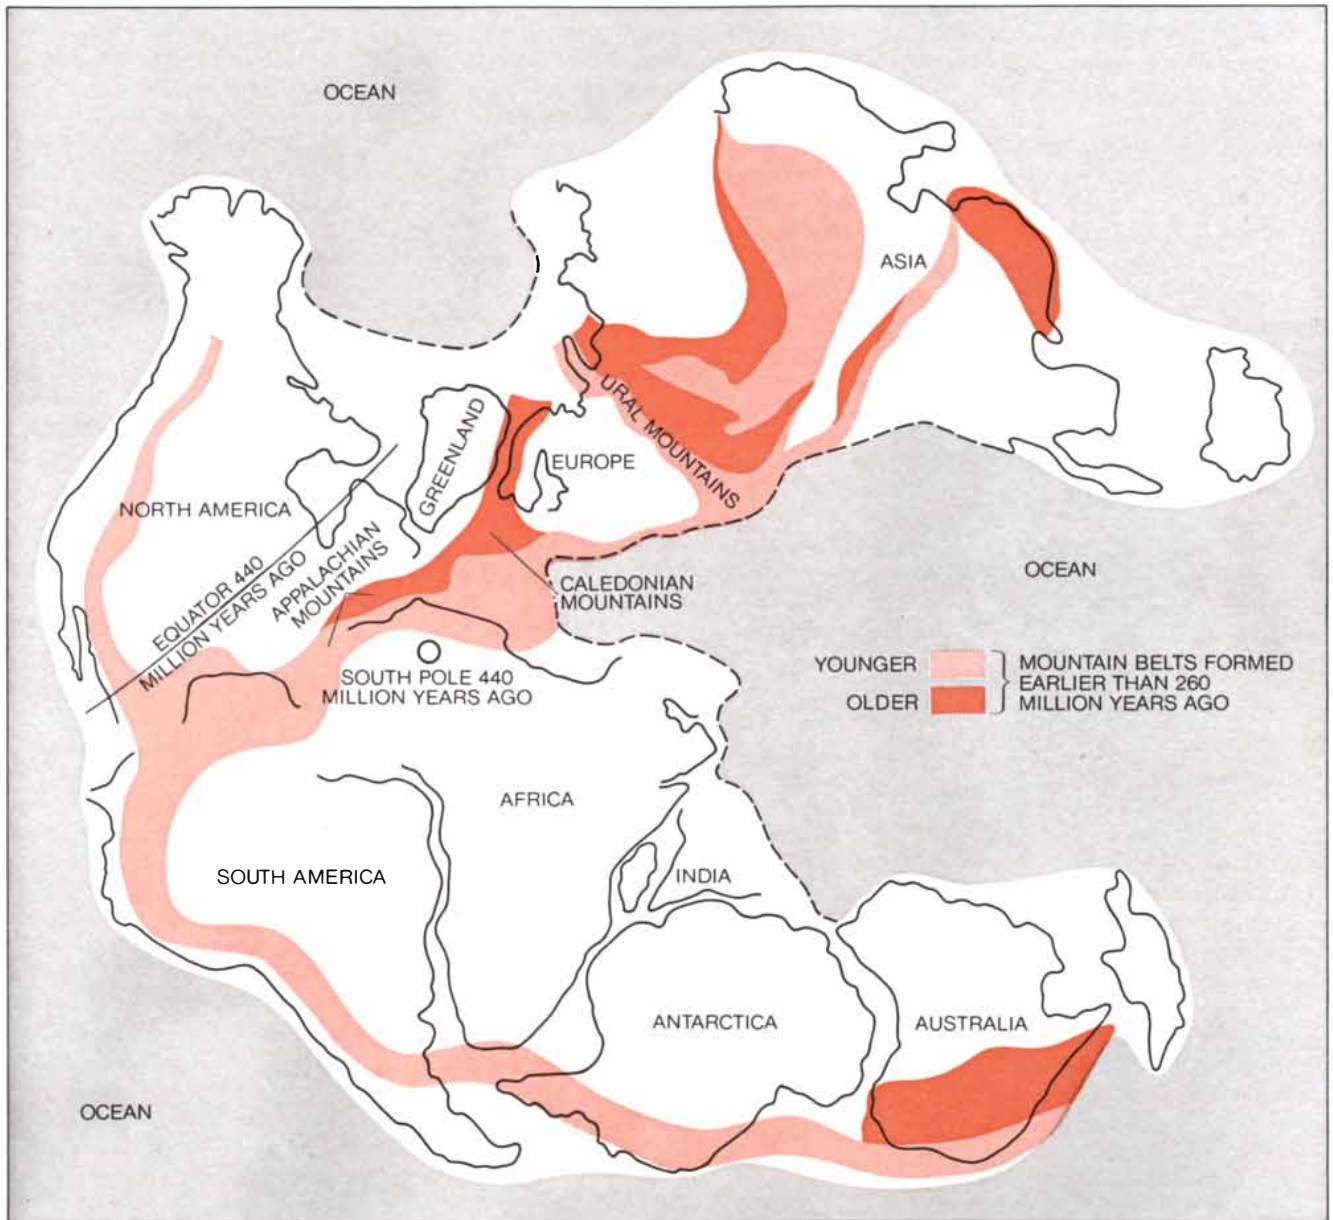 OCEAN
ASIA
URAL MOUNTAINS
GREENLAND
EUROPE
NORTH AMERICA
EQUATOR 440
MILLION YEARS AGO
APPALACHIAN
MOUNTAINS
OCEAN
CALEDONIAN
MOUNTAINS
SOUTH POLE 440
MILLION YEARS AGO
YOUNGER
OLDER
MOUNTAIN BELTS FORMED
EARLIER THAN 260
MILLION YEARS AGO
AFRICA
SOUTH AMERICA
INDIA
ANTARCTICA
AUSTRALIA
OCEAN